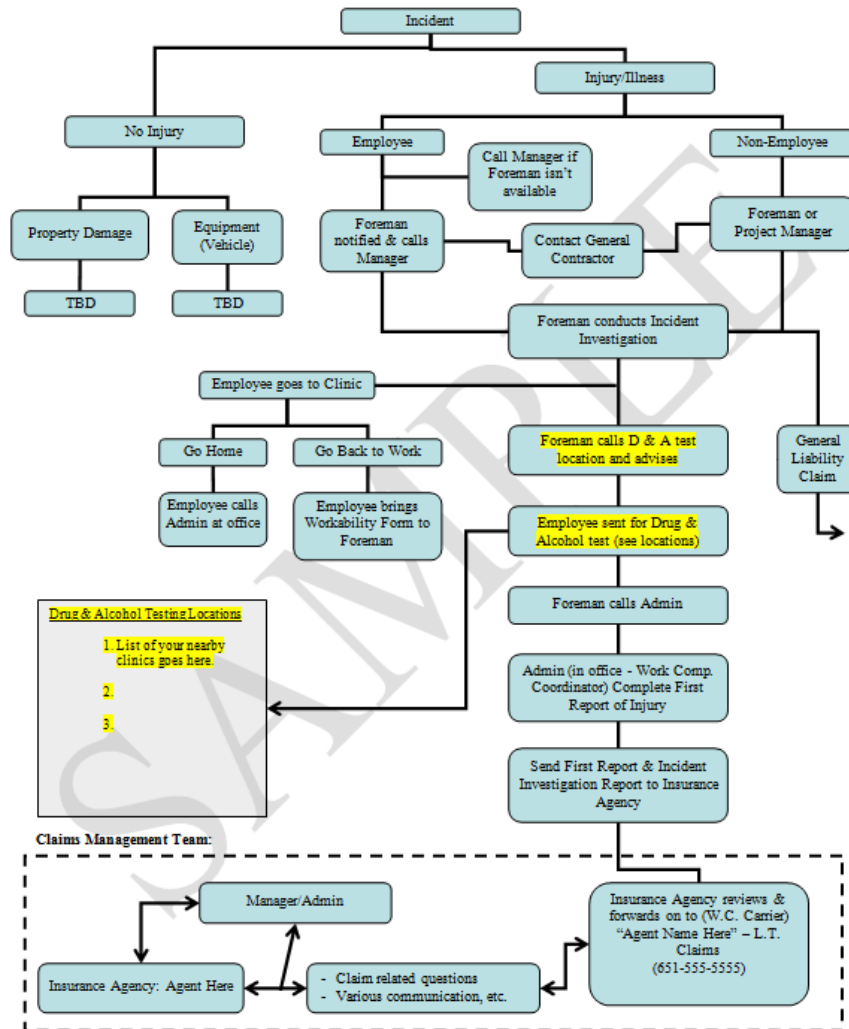 Incident
Injury/Illness
No Injury
Employee
Non-Employee
Call Manager if
Foreman isn't
available
Property Damage
Equipment
(Vehicle)
Foreman
notified & calls
Manager
Contact General
Contractor
Foreman or
Project Manager
TBD
TBD
Foreman conducts Incident
Investigation
Employee goes to Clinic
Go Home
Go Back to Work
Foreman calls D & A test
location and advises
General
Liability
Claim
Employee calls
Admin at office
Employee brings
Workability Form to
Foreman
Employee sent for Drug &
Alcohol test (see locations)
Foreman calls Admin
Drug & Alcohol Testing Locations
1. List of your nearby
clinics goes here.
2.
3.
Admin (in office - Work Comp.
Coordinator) Complete First
Report of Injury
Send First Report & Incident
Investigation Report to Insurance
Agency
Claims Management Team:
Manager/Admin
Insurance Agency: Agent Here
- Claim related questions
- Various communication, etc.
Insurance Agency reviews &
forwards on to (W.C. Carrier)
"Agent Name Here" – L.T.
Claims
(651-555-5555)
SAMPLE